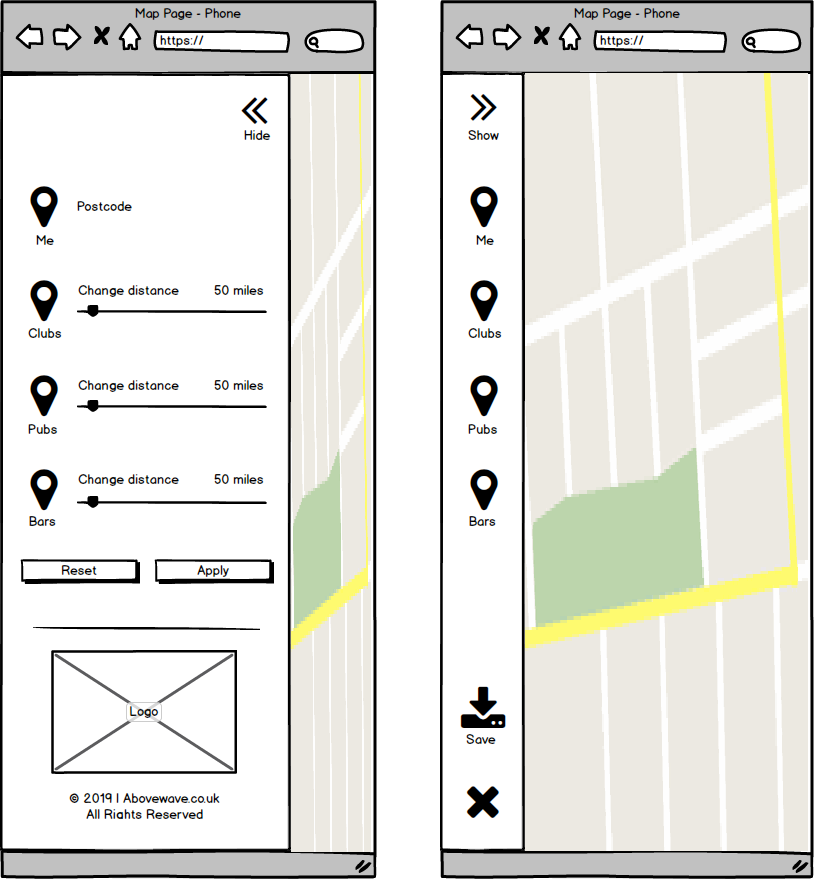 Map Page - Phone
https://
Hide
Postcode
Me
Change distance 50 miles
Clubs
Change distance 50 miles
Pubs
Change distance 50 miles
Bars
Reset Apply
Logo
© 2019 | Abovewave.co.uk
All Rights Reserved
Map Page - Phone
https://
Show
Me
Clubs
Pubs
Bars
Save